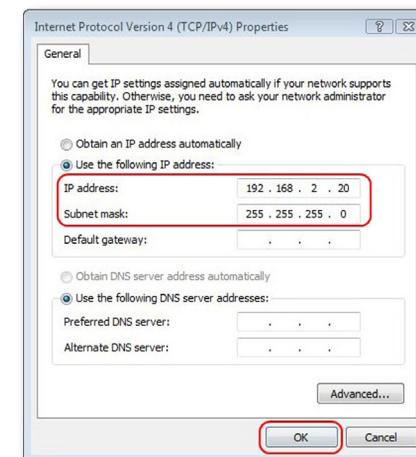 Internet Protocol Version 4 (TCP/IPv4) Properties
General
You can get IP settings assigned automatically if your network supports
this capability. Otherwise, you need to ask your network administrator
for the appropriate IP settings.
Obtain an IP address automatically
Use the following IP address:
IP address: 192 . 168 . 2 . 20
Subnet mask: 255 . 255 . 255 . 0
Default gateway: . . .
Obtain DNS server address automatically
Use the following DNS server addresses:
Preferred DNS server: . . .
Alternate DNS server: . . .
Advanced...
OK Cancel